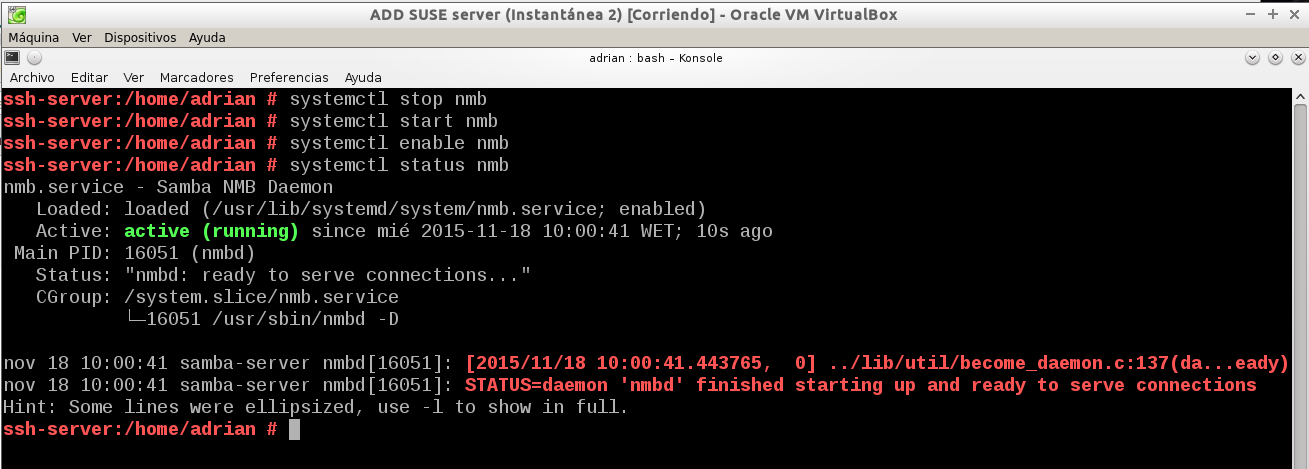 ADD SUSE server (Instantánea 2) [Corriendo] - Oracle VM VirtualBox
Máquina Ver Dispositivos Ayuda
adrian : bash – Konsole
Archivo Editar Ver Marcadores Preferencias Ayuda
ssh-server:/home/adrian # systemctl stop nmb
ssh-server:/home/adrian # systemctl start nmb
ssh-server:/home/adrian # systemctl enable nmb
ssh-server:/home/adrian # systemctl status nmb
nmb.service - Samba NMB Daemon
   Loaded: loaded (/usr/lib/systemd/system/nmb.service; enabled)
   Active: active (running) since mié 2015-11-18 10:00:41 WET; 10s ago
 Main PID: 16051 (nmbd)
   Status: "nmbd: ready to serve connections..."
   CGroup: /system.slice/nmb.service
           └─16051 /usr/sbin/nmbd -D
nov 18 10:00:41 samba-server nmbd[16051]: [2015/11/18 10:00:41.443765,  0] ../lib/util/become_daemon.c:137(da...eady)
nov 18 10:00:41 samba-server nmbd[16051]: STATUS=daemon 'nmbd' finished starting up and ready to serve connections
Hint: Some lines were ellipsized, use -l to show in full.
ssh-server:/home/adrian #